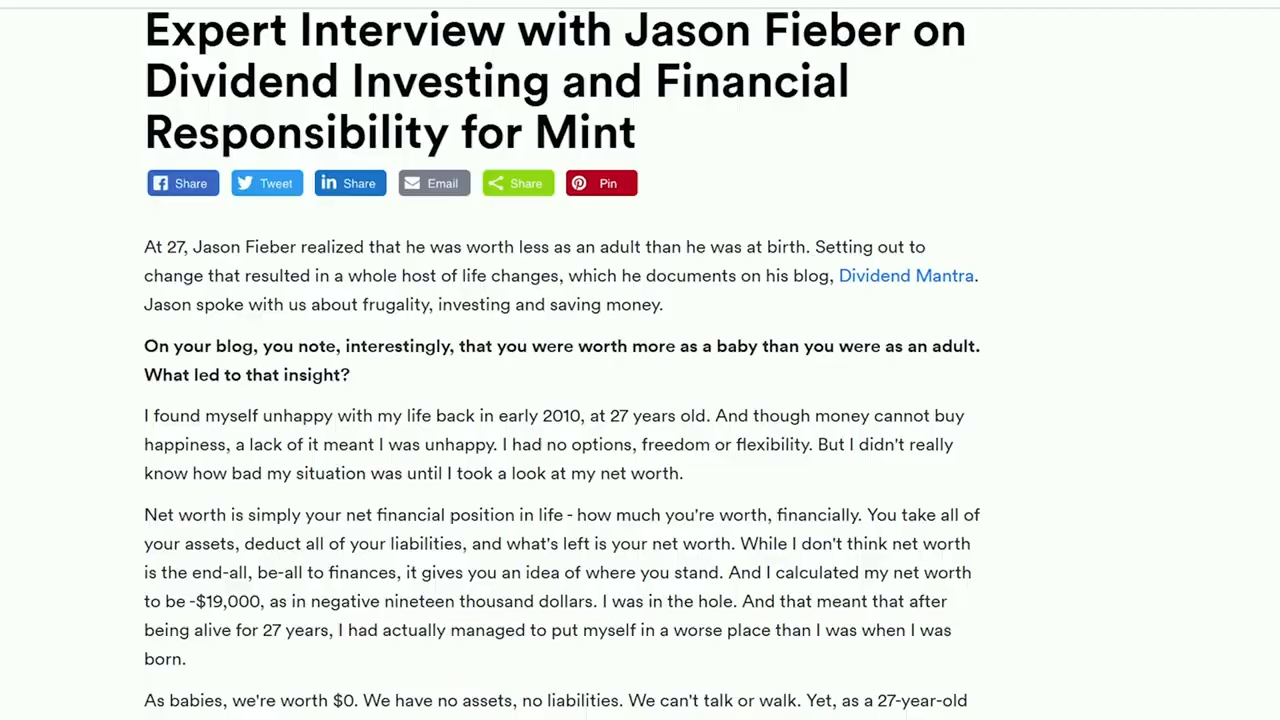 Expert Interview with Jason Fieber on
Dividend Investing and Financial
Responsibility for Mint
Share Tweet Share Email Share Pin
At 27, Jason Fieber realized that he was worth less as an adult than he was at birth. Setting out to
change that resulted in a whole host of life changes, which he documents on his blog, Dividend Mantra.
Jason spoke with us about frugality, investing and saving money.
On your blog, you note, interestingly, that you were worth more as a baby than you were as an adult.
What led to that insight?
I found myself unhappy with my life back in early 2010, at 27 years old. And though money cannot buy
happiness, a lack of it meant I was unhappy. I had no options, freedom or flexibility. But I didn't really
know how bad my situation was until I took a look at my net worth.
Net worth is simply your net financial position in life - how much you're worth, financially. You take all of
your assets, deduct all of your liabilities, and what's left is your net worth. While I don't think net worth
is the end-all, be-all to finances, it gives you an idea of where you stand. And I calculated my net worth
to be -$19,000, as in negative nineteen thousand dollars. I was in the hole. And that meant that after
being alive for 27 years, I had actually managed to put myself in a worse place than I was when I was
born.
As babies, we're worth $0. We have no assets, no liabilities. We can't talk or walk. Yet, as a 27-year-old